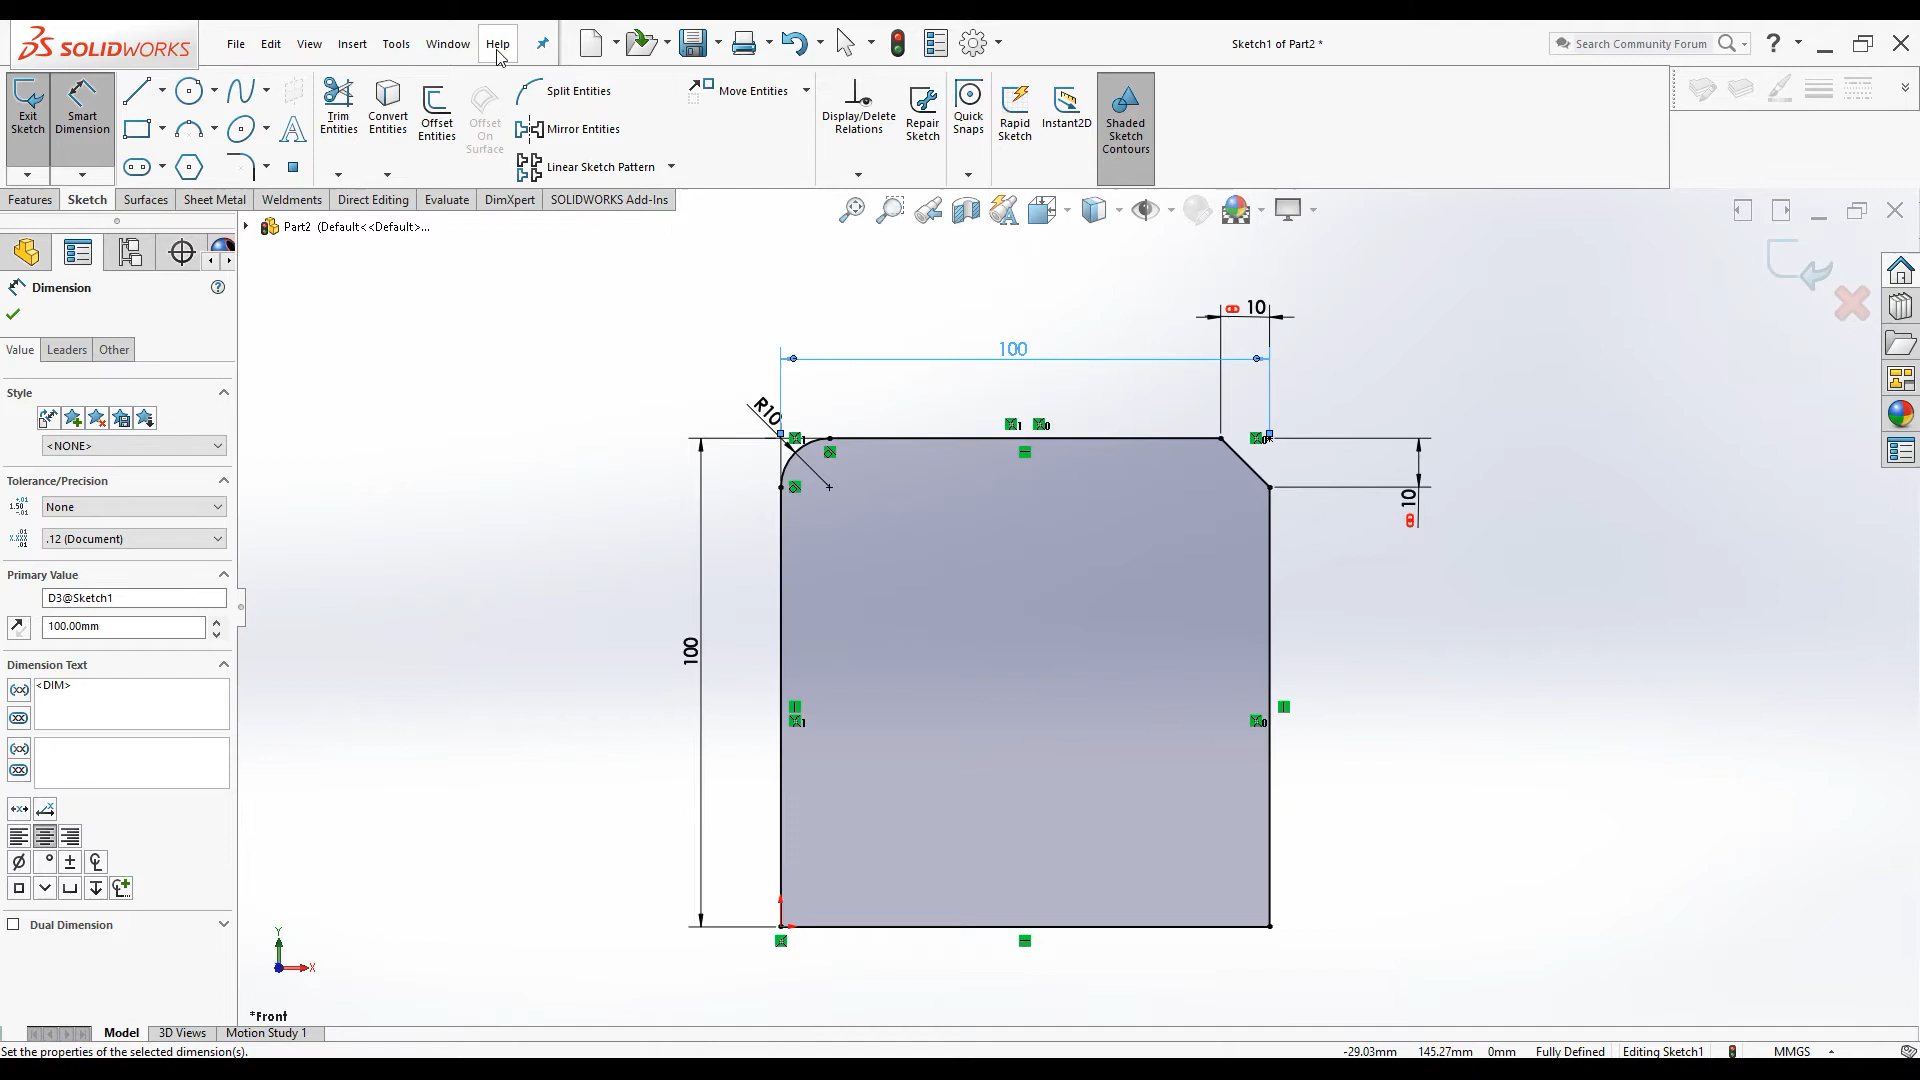 SOLIDWORKS File Edit View Insert Tools Window Help Sketch1 of Part2 * Search Community Forum ?
Exit Sketch
Smart Dimension
Trim Entities
Convert Entities
Offset Entities
Offset On Surface
Split Entities
Mirror Entities
Linear Sketch Pattern
Move Entities
Display/Delete Relations
Repair Sketch
Quick Snaps
Rapid Sketch
Instant2D
Shaded Sketch Contours
Features Sketch Surfaces Sheet Metal Weldments Direct Editing Evaluate DimXpert SOLIDWORKS Add-Ins
Part2 (Default<<Default>...
Dimension
Value Leaders Other
Style
<NONE>
Tolerance/Precision
None
.12 (Document)
Primary Value
D3@Sketch1
100.00mm
Dimension Text
<DIM>
Dual Dimension
10
100
R10
10
100
Y
X
*Front
Model 3D Views Motion Study 1
Set the properties of the selected dimension(s). -29.03mm 145.27mm 0mm Fully Defined Editing Sketch1 MMGS